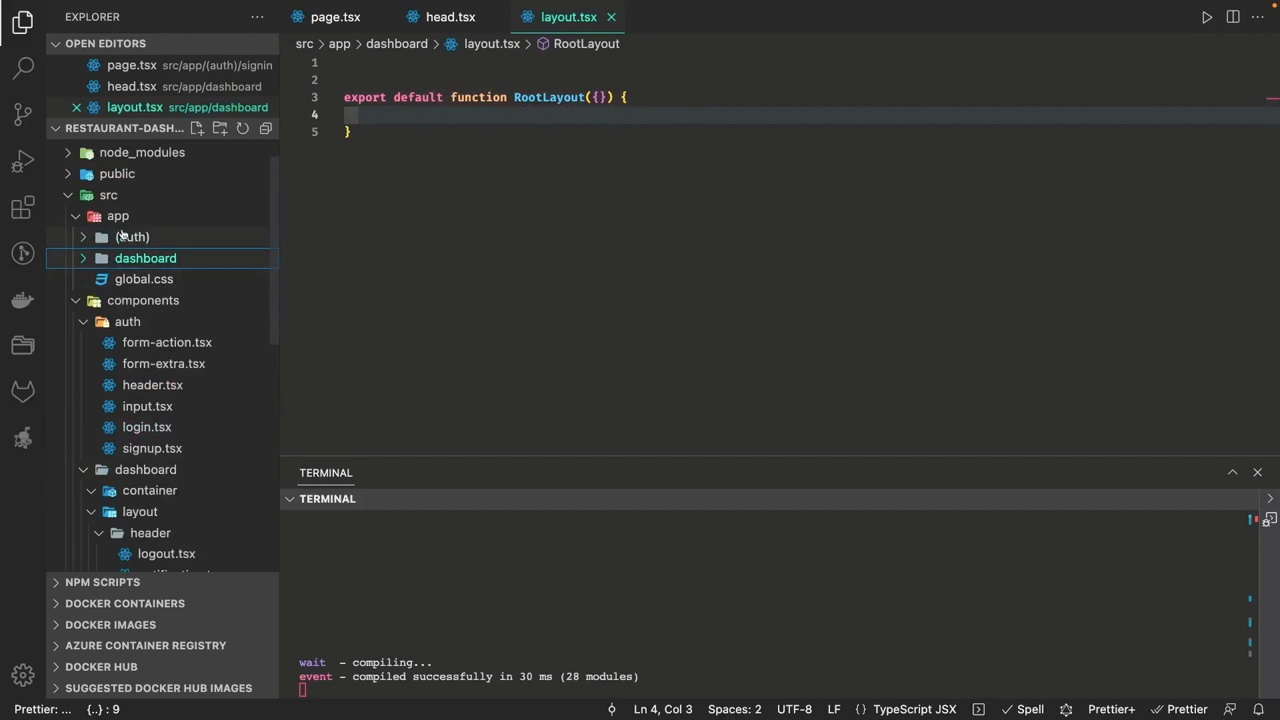 EXPLORER
page.tsx
head.tsx
layout.tsx
OPEN EDITORS
src
app
dashboard
layout.tsx
RootLayout
page.tsx src/app/(auth)/signin
head.tsx src/app/dashboard
layout.tsx src/app/dashboard
RESTAURANT-DASH...
node_modules
public
src
app
dashboard
global.css
components
auth
form-action.tsx
form-extra.tsx
header.tsx
input.tsx
login.tsx
signup.tsx
dashboard
container
layout
header
logout.tsx
NPM SCRIPTS
DOCKER CONTAINERS
DOCKER IMAGES
AZURE CONTAINER REGISTRY
DOCKER HUB
SUGGESTED DOCKER HUB IMAGES
1
2
3 export default function RootLayout({}) {
4
5 }
TERMINAL
TERMINAL
wait - compiling...
event - compiled successfully in 30 ms (28 modules)
Prettier: ... {..} : 9 Ln 4, Col 3 Spaces: 2 UTF-8 LF {} TypeScript JSX Spell Prettier+ Prettier